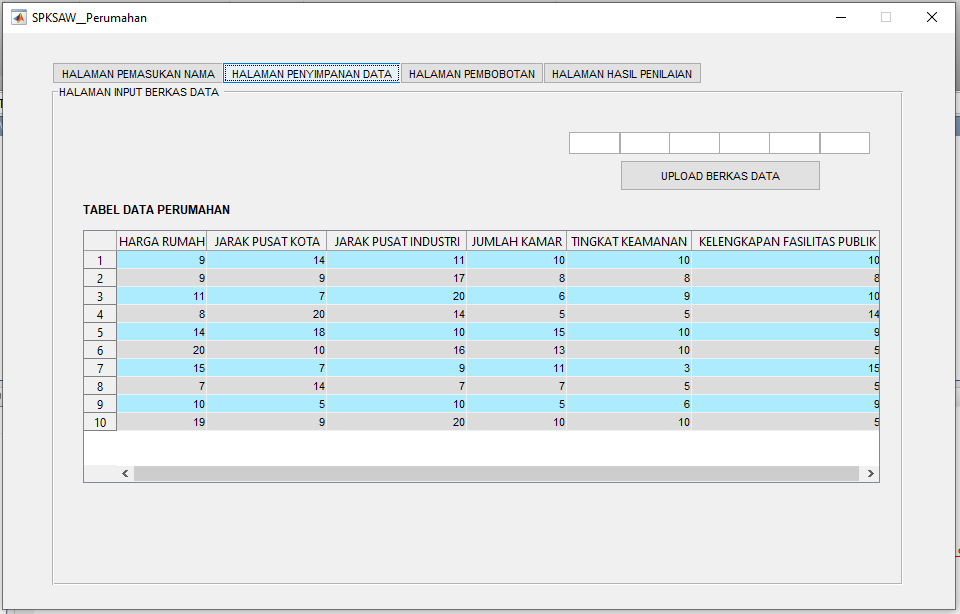 SPKSAW__Perumahan
HALAMAN PEMASUKAN NAMA HALAMAN PENYIMPANAN DATA HALAMAN PEMBOBOTAN HALAMAN HASIL PENILAIAN
HALAMAN INPUT BERKAS DATA
UPLOAD BERKAS DATA
TABEL DATA PERUMAHAN
HARGA RUMAH JARAK PUSAT KOTA JARAK PUSAT INDUSTRI JUMLAH KAMAR TINGKAT KEAMANAN KELENGKAPAN FASILITAS PUBLIK
1 9 14 11 10 10 10
2 9 9 17 8 8 8
3 11 7 20 6 9 10
4 8 20 14 5 5 14
5 14 18 10 15 10 9
6 20 10 16 13 10 5
7 15 7 9 11 3 15
8 7 14 7 7 5 5
9 10 5 10 5 6 9
10 19 9 20 10 10 5